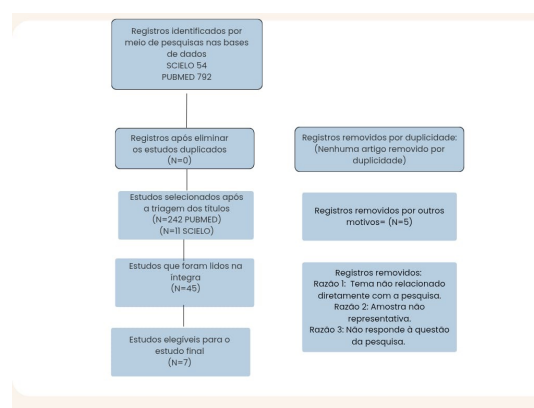 Registros identificados por
meio de pesquisas nas bases
de dados
SCIELO 54
PUBMED 792
Registros após eliminar
os estudos duplicados
(N=0)
Registros removidos por duplicidade:
(Nenhuma artigo removido por
duplicidade)
Estudos selecionados após
a triagem dos títulos
(N=242 PUBMED)
(N=11 SCIELO)
Registros removidos por outros
motivos= (N=5)
Estudos que foram lidos na
íntegra
(N=45)
Registros removidos:
Razão 1: Tema não relacionado
diretamente com a pesquisa.
Razão 2: Amostra não
representativa.
Razão 3: Não responde à questão
da pesquisa.
Estudos elegíveis para o
estudo final
(N=7)